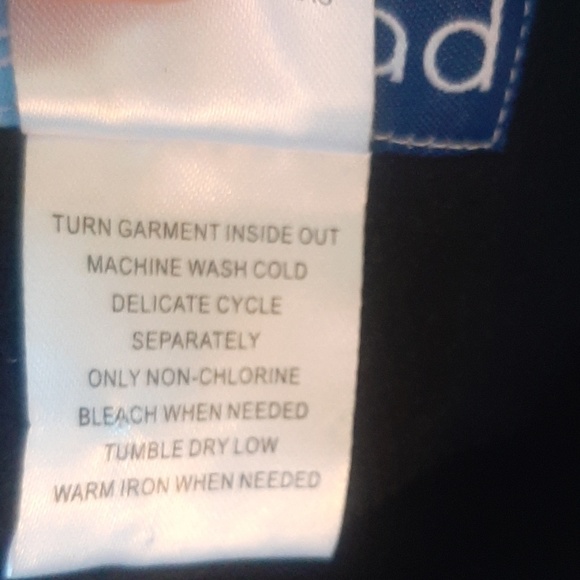 ad
TURN GARMENT INSIDE OUT
MACHINE WASH COLD
DELICATE CYCLE
SEPARATELY
ONLY NON-CHLORINE
BLEACH WHEN NEEDED
TUMBLE DRY LOW
WARM IRON WHEN NEEDED